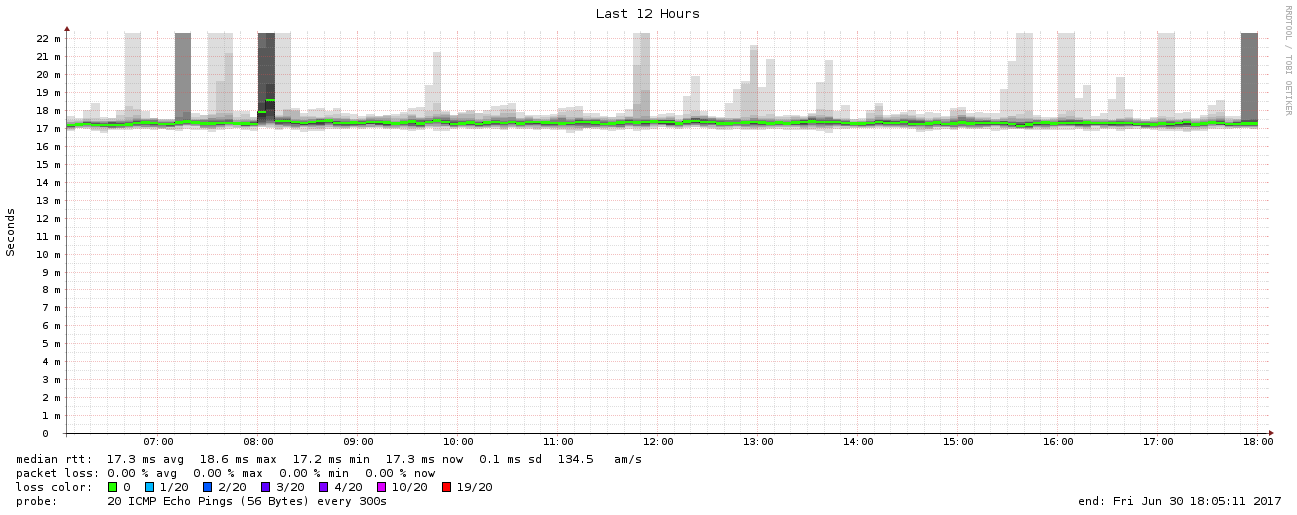 Last 12 Hours
RRDTOOL / TOBI OETIKER
Seconds
22 m
21 m
20 m
19 m
18 m
17 m
16 m
15 m
14 m
13 m
12 m
11 m
10 m
9 m
8 m
7 m
6 m
5 m
4 m
3 m
2 m
1 m
0
07:00 08:00 09:00 10:00 11:00 12:00 13:00 14:00 15:00 16:00 17:00 18:00
median rtt: 17.3 ms avg 18.6 ms max 17.2 ms min 17.3 ms now 0.1 ms sd 134.5 am/s
packet loss: 0.00 % avg 0.00 % max 0.00 % min 0.00 % now
loss color: 0 1/20 2/20 3/20 4/20 10/20 19/20
probe: 20 ICMP Echo Pings (56 Bytes) every 300s end: Fri Jun 30 18:05:11 2017